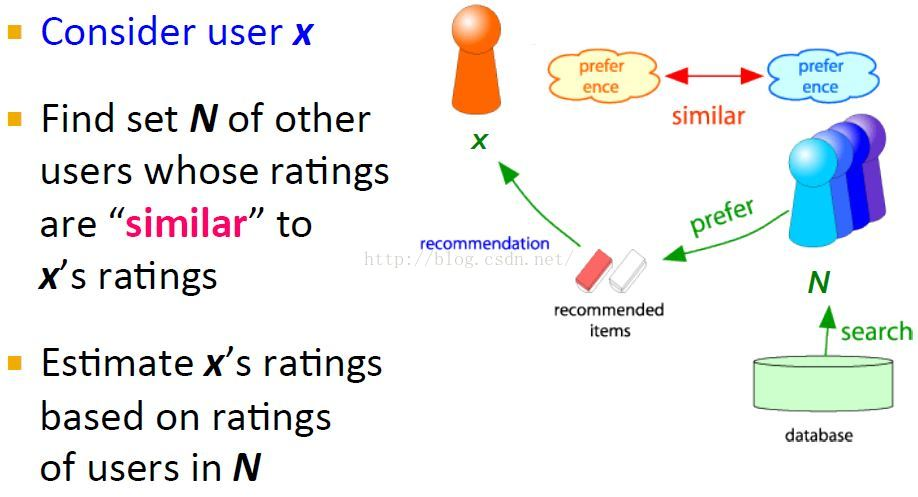 Consider user x
Find set N of other
users whose ratings
are “similar” to
x’s ratings
Estimate x’s ratings
based on ratings
of users in N
prefer
ence
prefer
ence
similar
x
prefer
recommendation
http://blog.csdn.net/
N
recommended
items
search
database